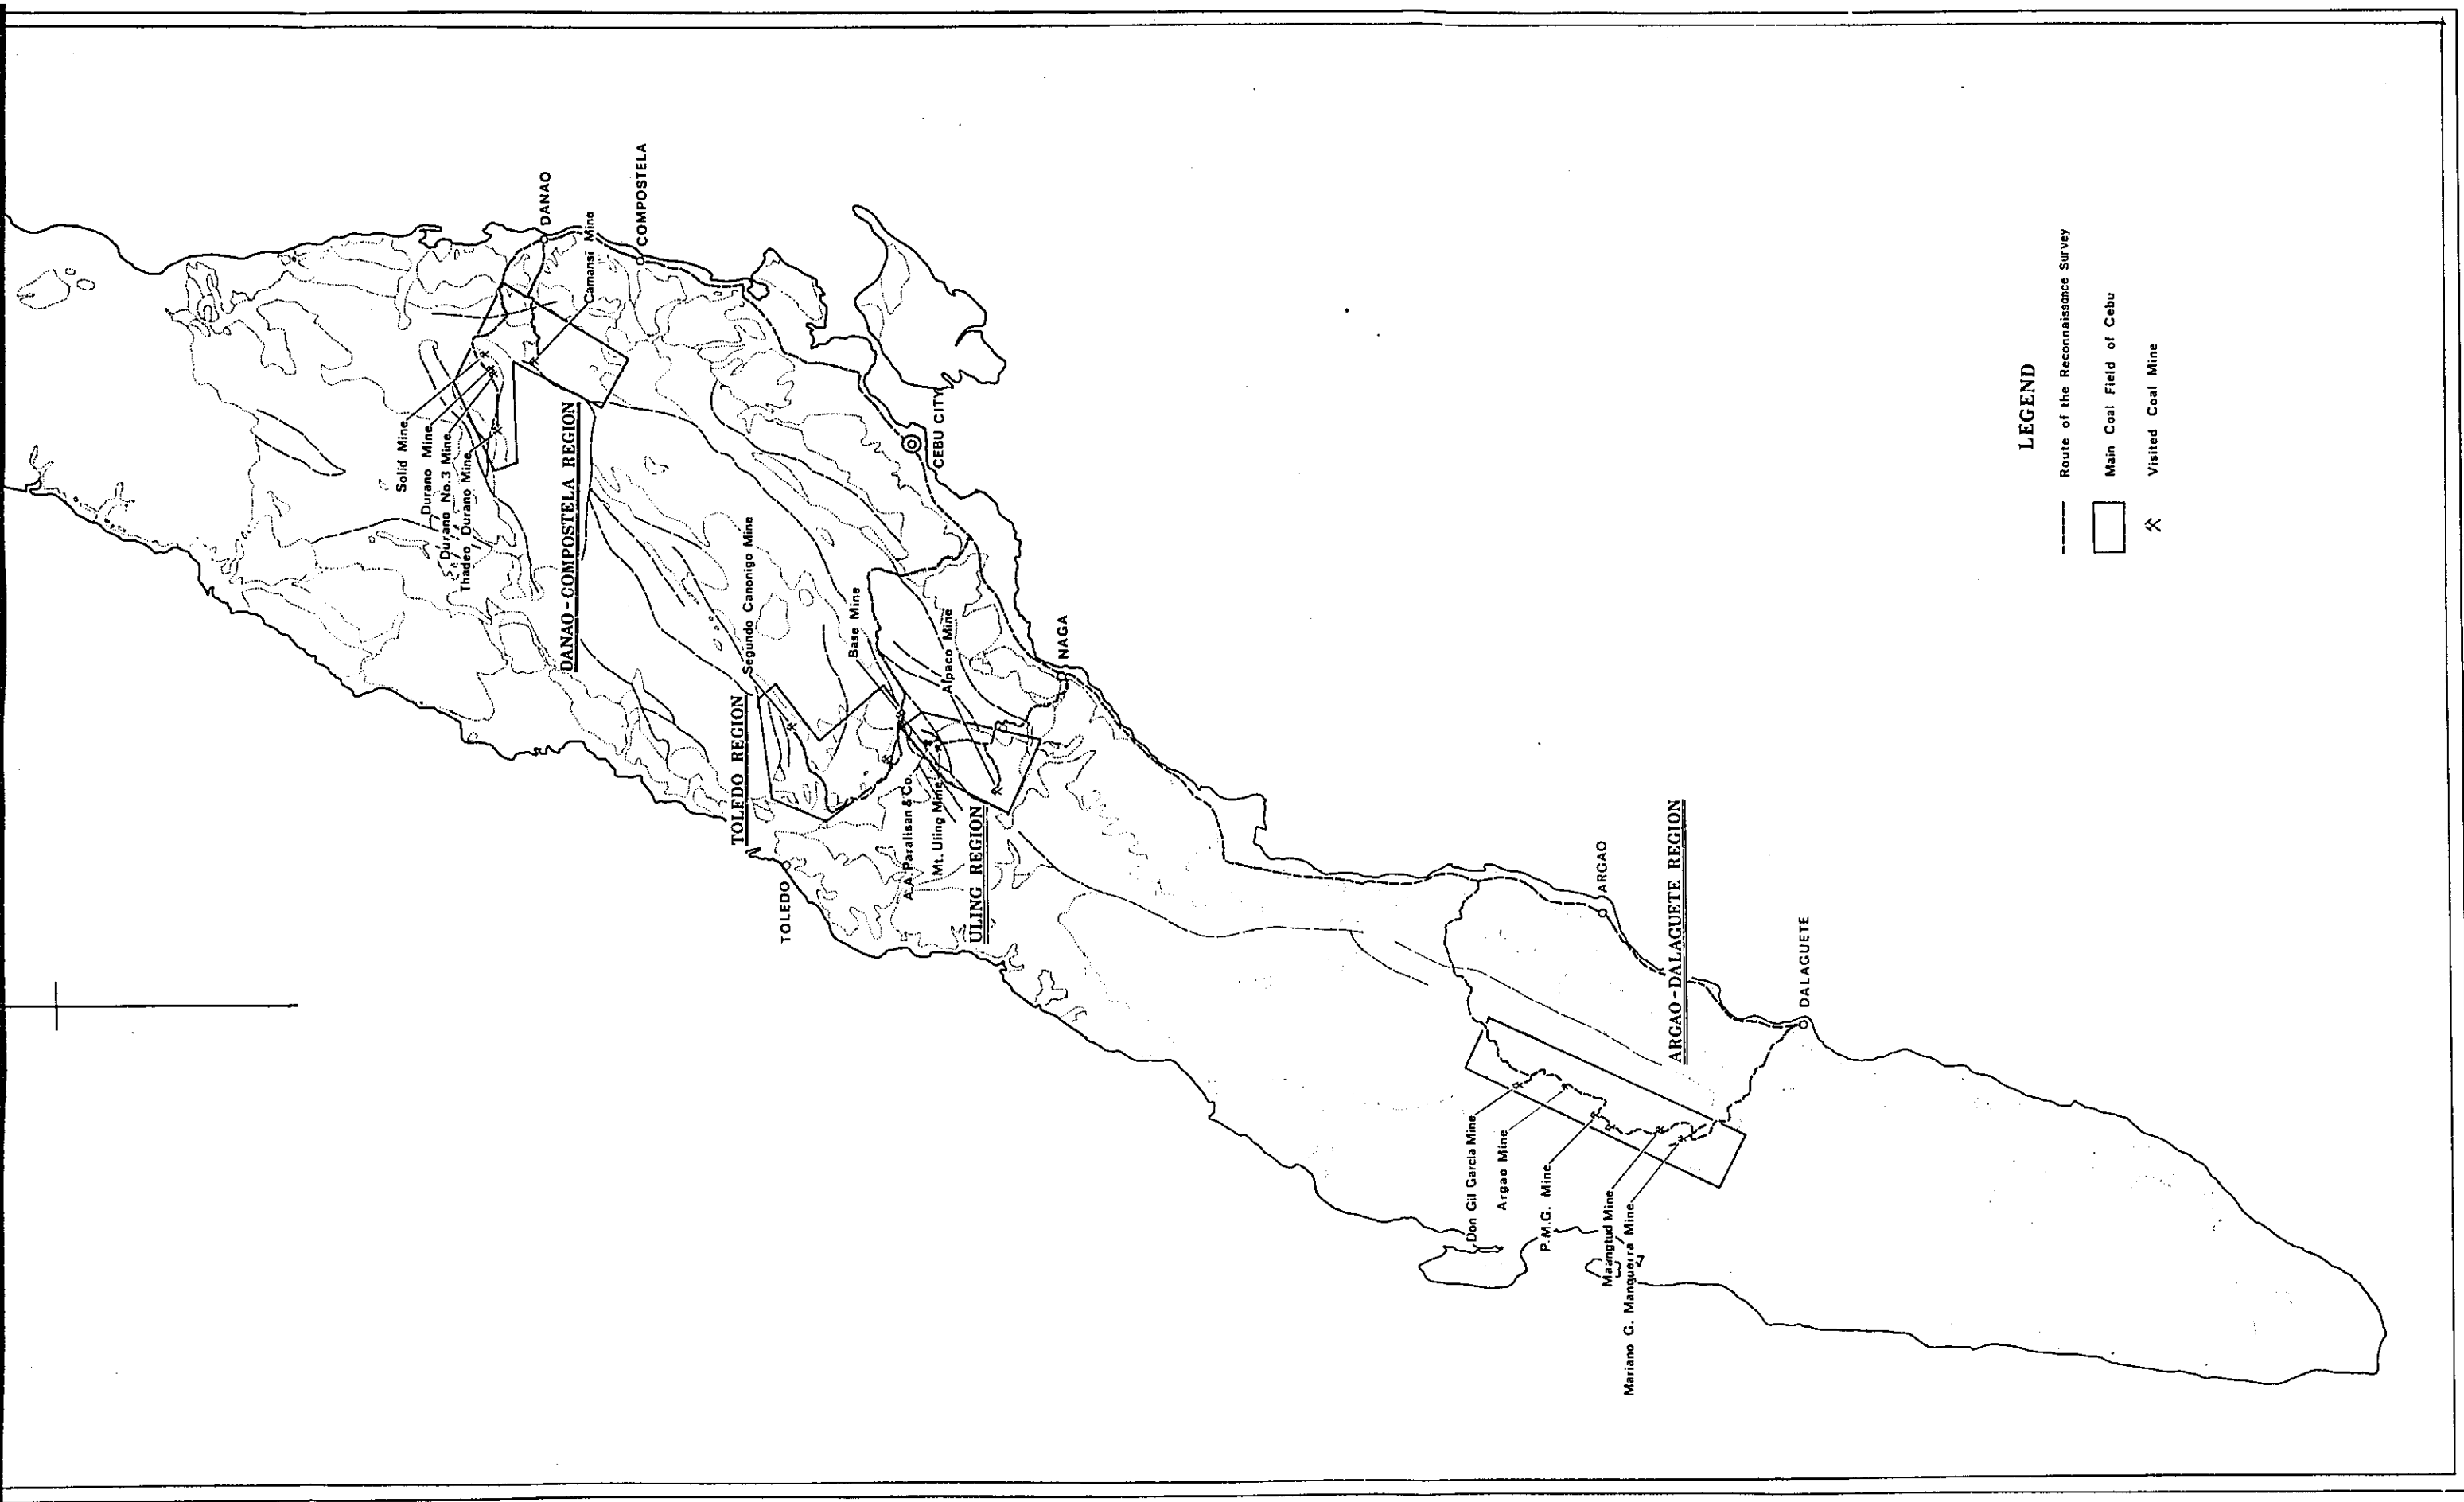 DANAO
COMPOSTELA
Camansi Mine
Solid Mine
Durano Mine
Durano No.3 Mine
Thadeo Durano Mine
DANAO-COMPOSTELA REGION
CEBU CITY
Segundo Canonigo Mine
Base Mine
Alpaco Mine
NAGA
TOLEDO REGION
TOLEDO
A.A. Paralisan & Co.
Mt. Uling Mine
ULING REGION
ARGAO
ARGAO-DALAGUETE REGION
DALAGUETE
Don Gil Garcia Mine
Argao Mine
P.M.G. Mine
Maangtud Mine
Mariano G. Mangueira Mine
LEGEND
Route of the Reconnaissance Survey
Main Coal Field of Cebu
Visited Coal Mine